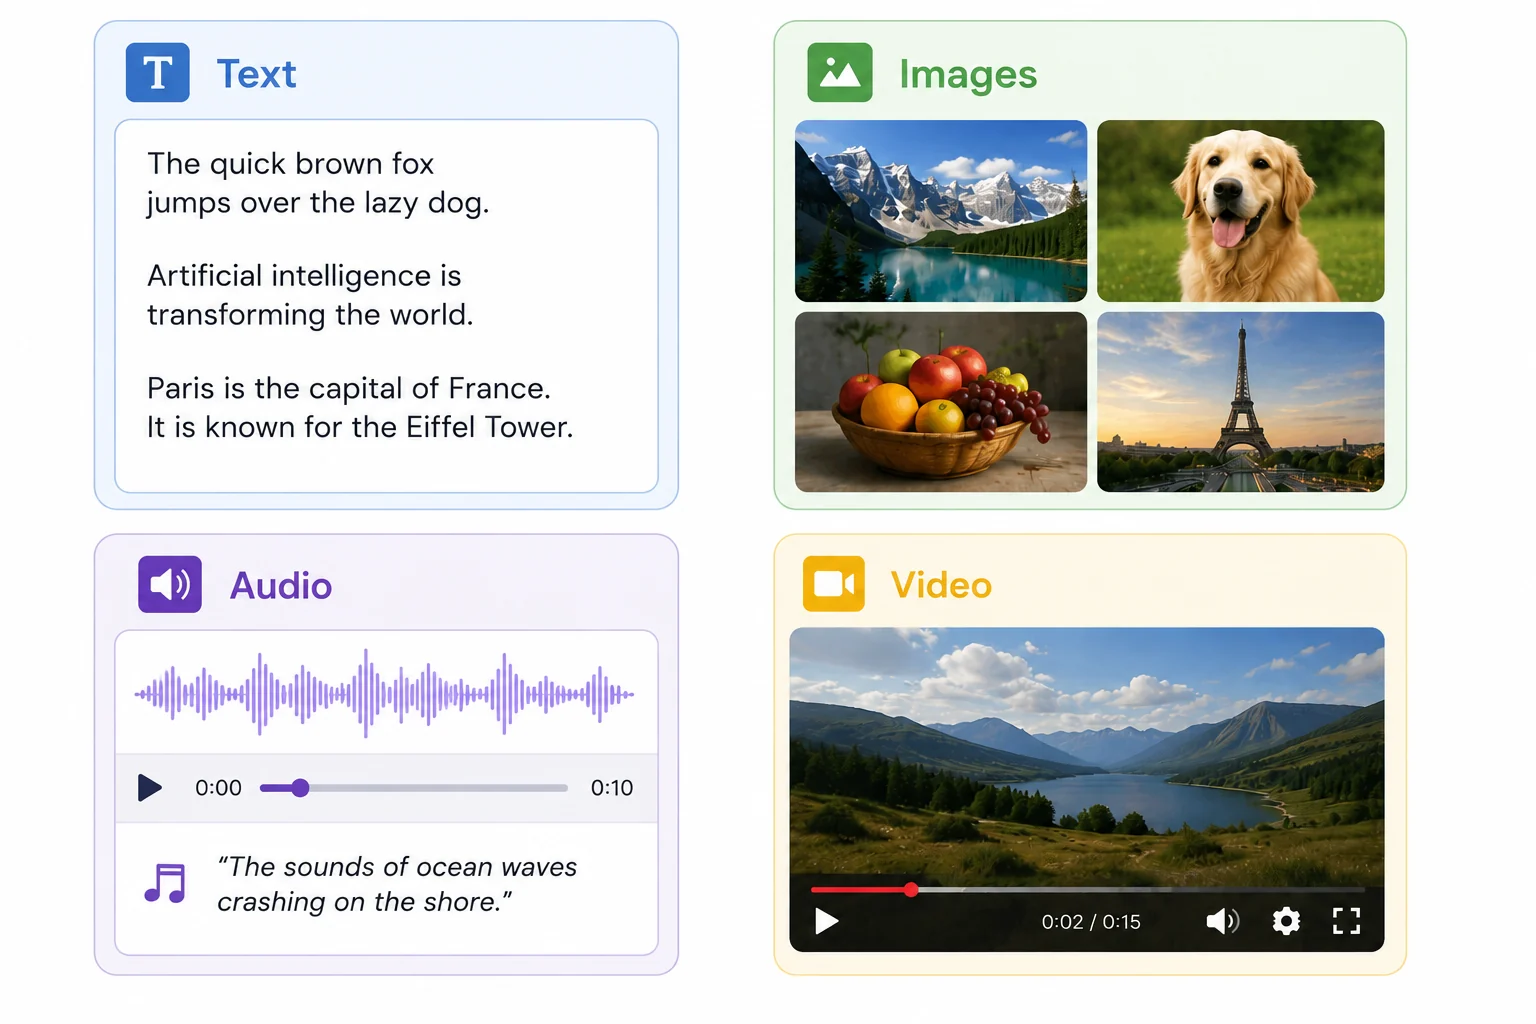 Text
The quick brown fox
jumps over the lazy dog.
Artificial intelligence is
transforming the world.
Paris is the capital of France.
It is known for the Eiffel Tower.
Images
Audio
0:00 0:10
“The sounds of ocean waves
crashing on the shore.”
Video
0:02 / 0:15